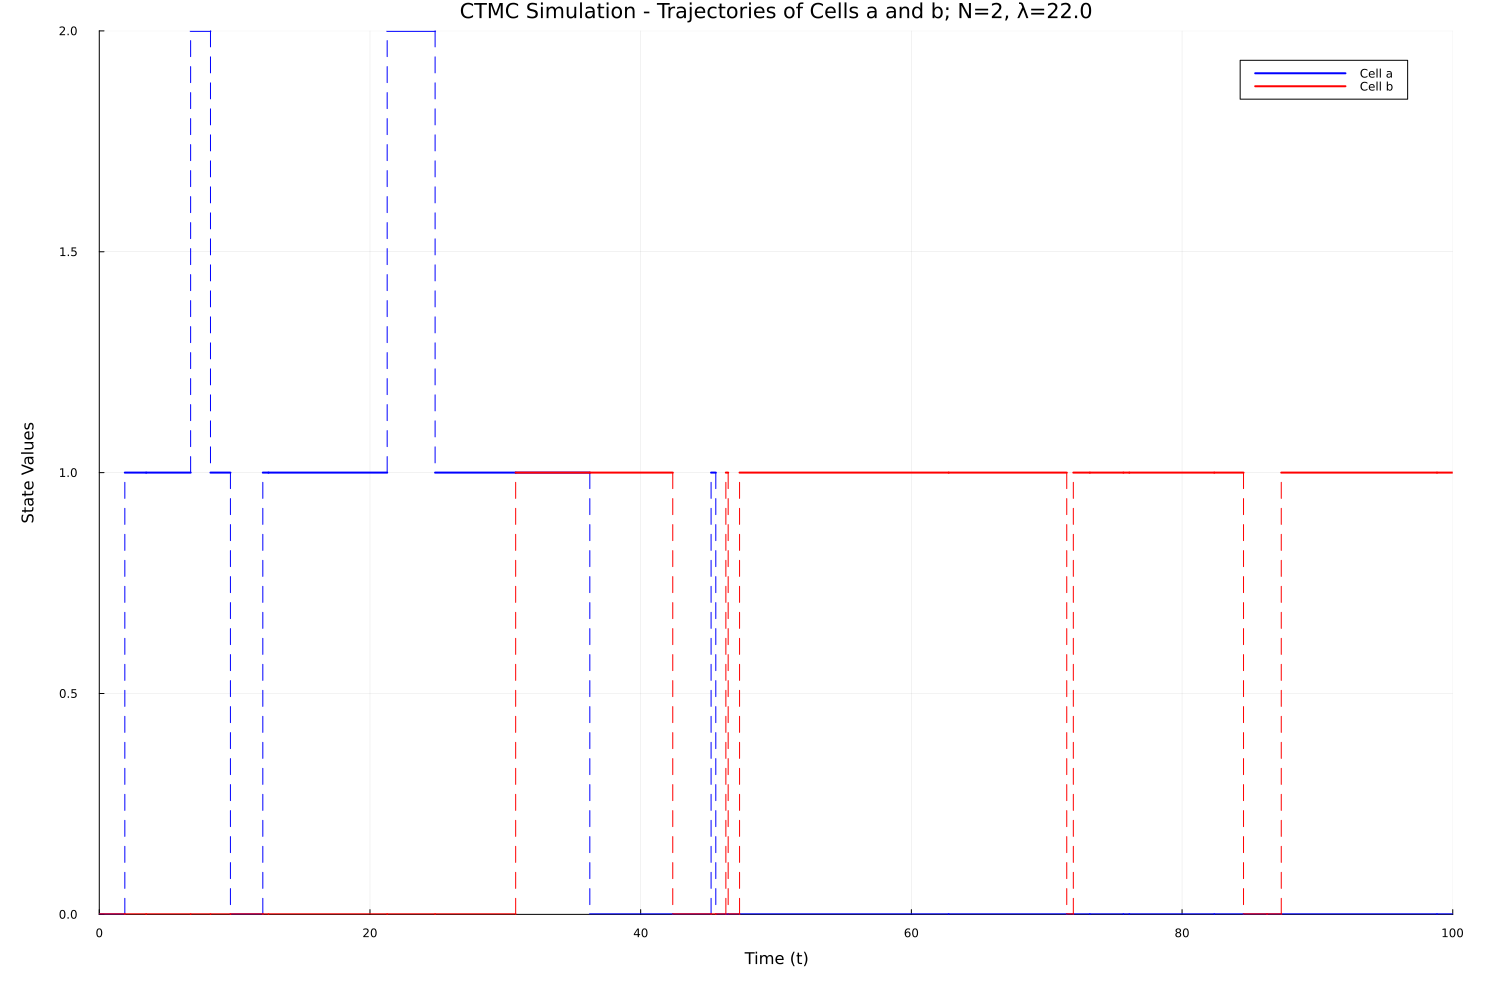 CTMC Simulation - Trajectories of Cells a and b; N=2, λ=22.0
2.0
Cell a
Cell b
1.5
State Values
1.0
0.5
0.0
0 20 40 60 80 100
Time (t)